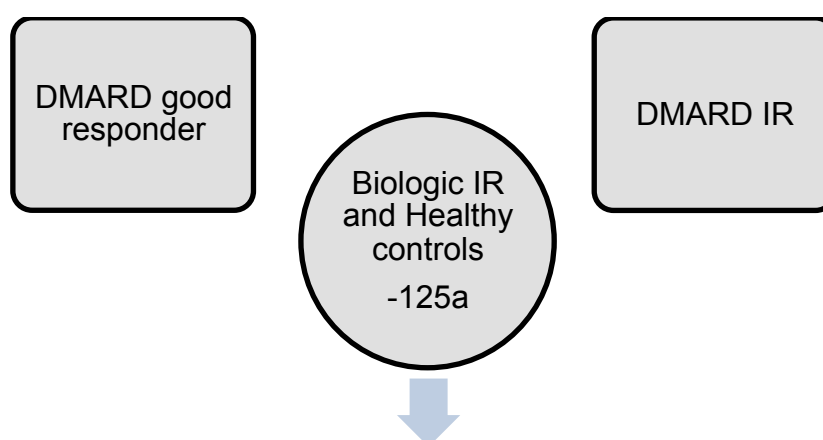 DMARD good
responder
DMARD IR
Biologic IR
and Healthy
controls
-125a